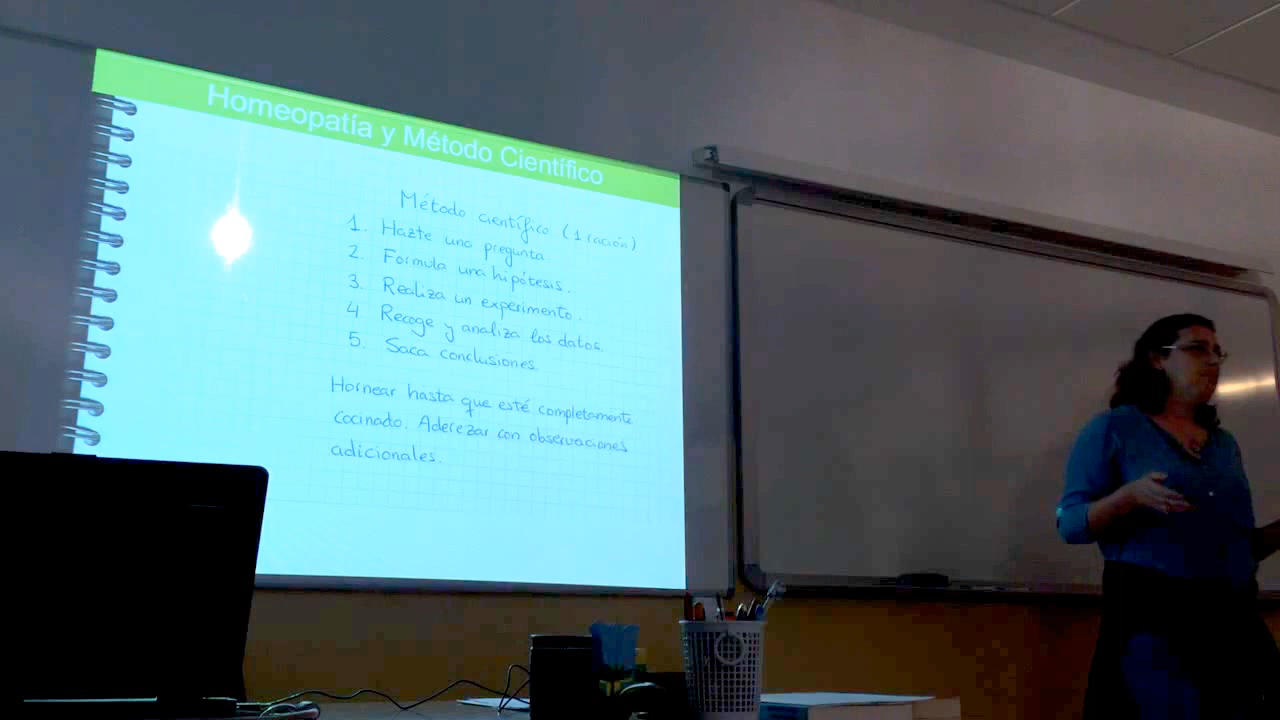 Homeopatía y Método Científico
Método científico (1 ración)
1. Hazte una pregunta.
2. Formula una hipótesis.
3. Realiza un experimento.
4 Recoge y analiza los datos.
5. Saca conclusiones.
Hornear hasta que esté completamente
cocinado. Aderezar con observaciones
adicionales.